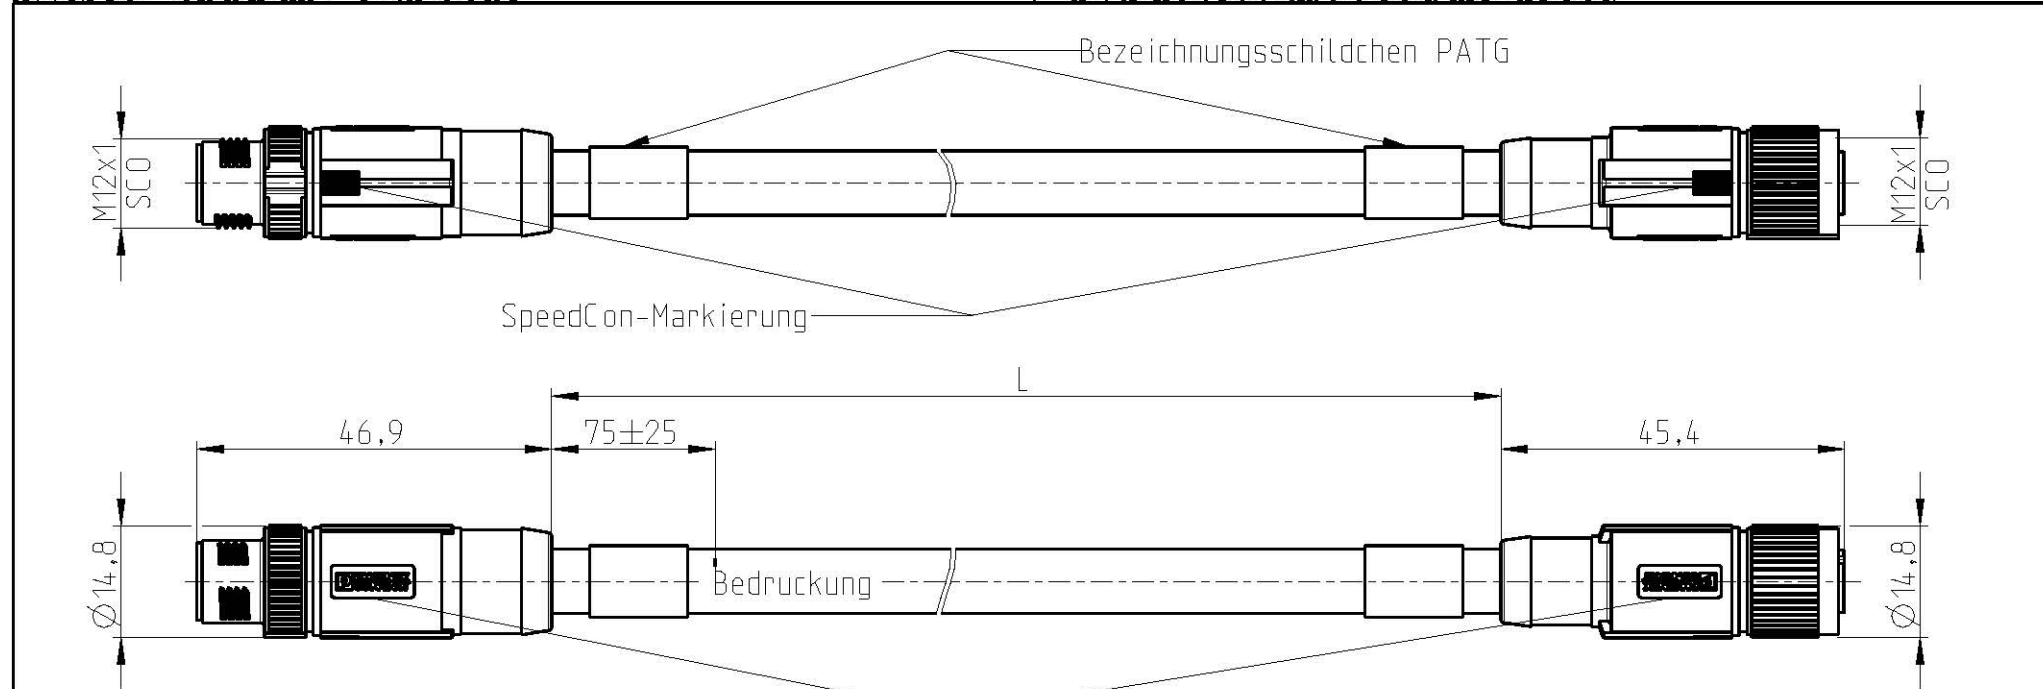 Bezeichnungsschildchen PATG
M12x1
SCO
M12x1
SCO
SpeedCon-Markierung
L
46,9
75±25
45,4
Ø14,8
Bedruckung
Ø14,8